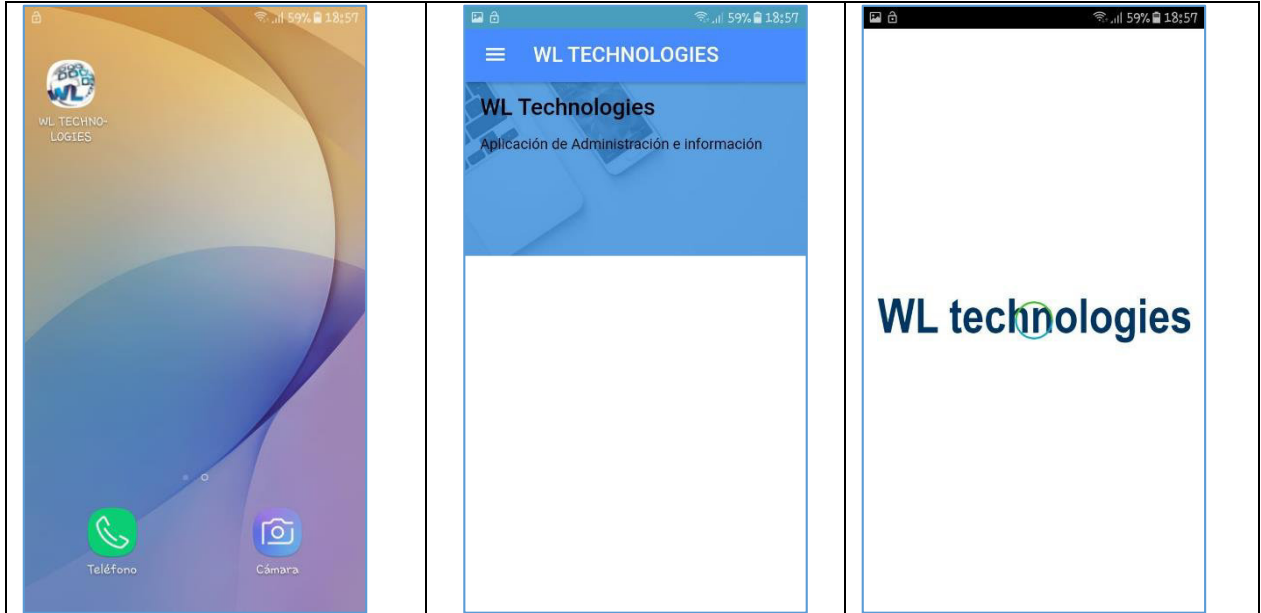 59% 18:57
WL
WL TECHNO-
LOGIES
Teléfono
Cámara
59% 18:57
WL TECHNOLOGIES
WL Technologies
Aplicación de Administración e información
59% 18:57
WL technologies